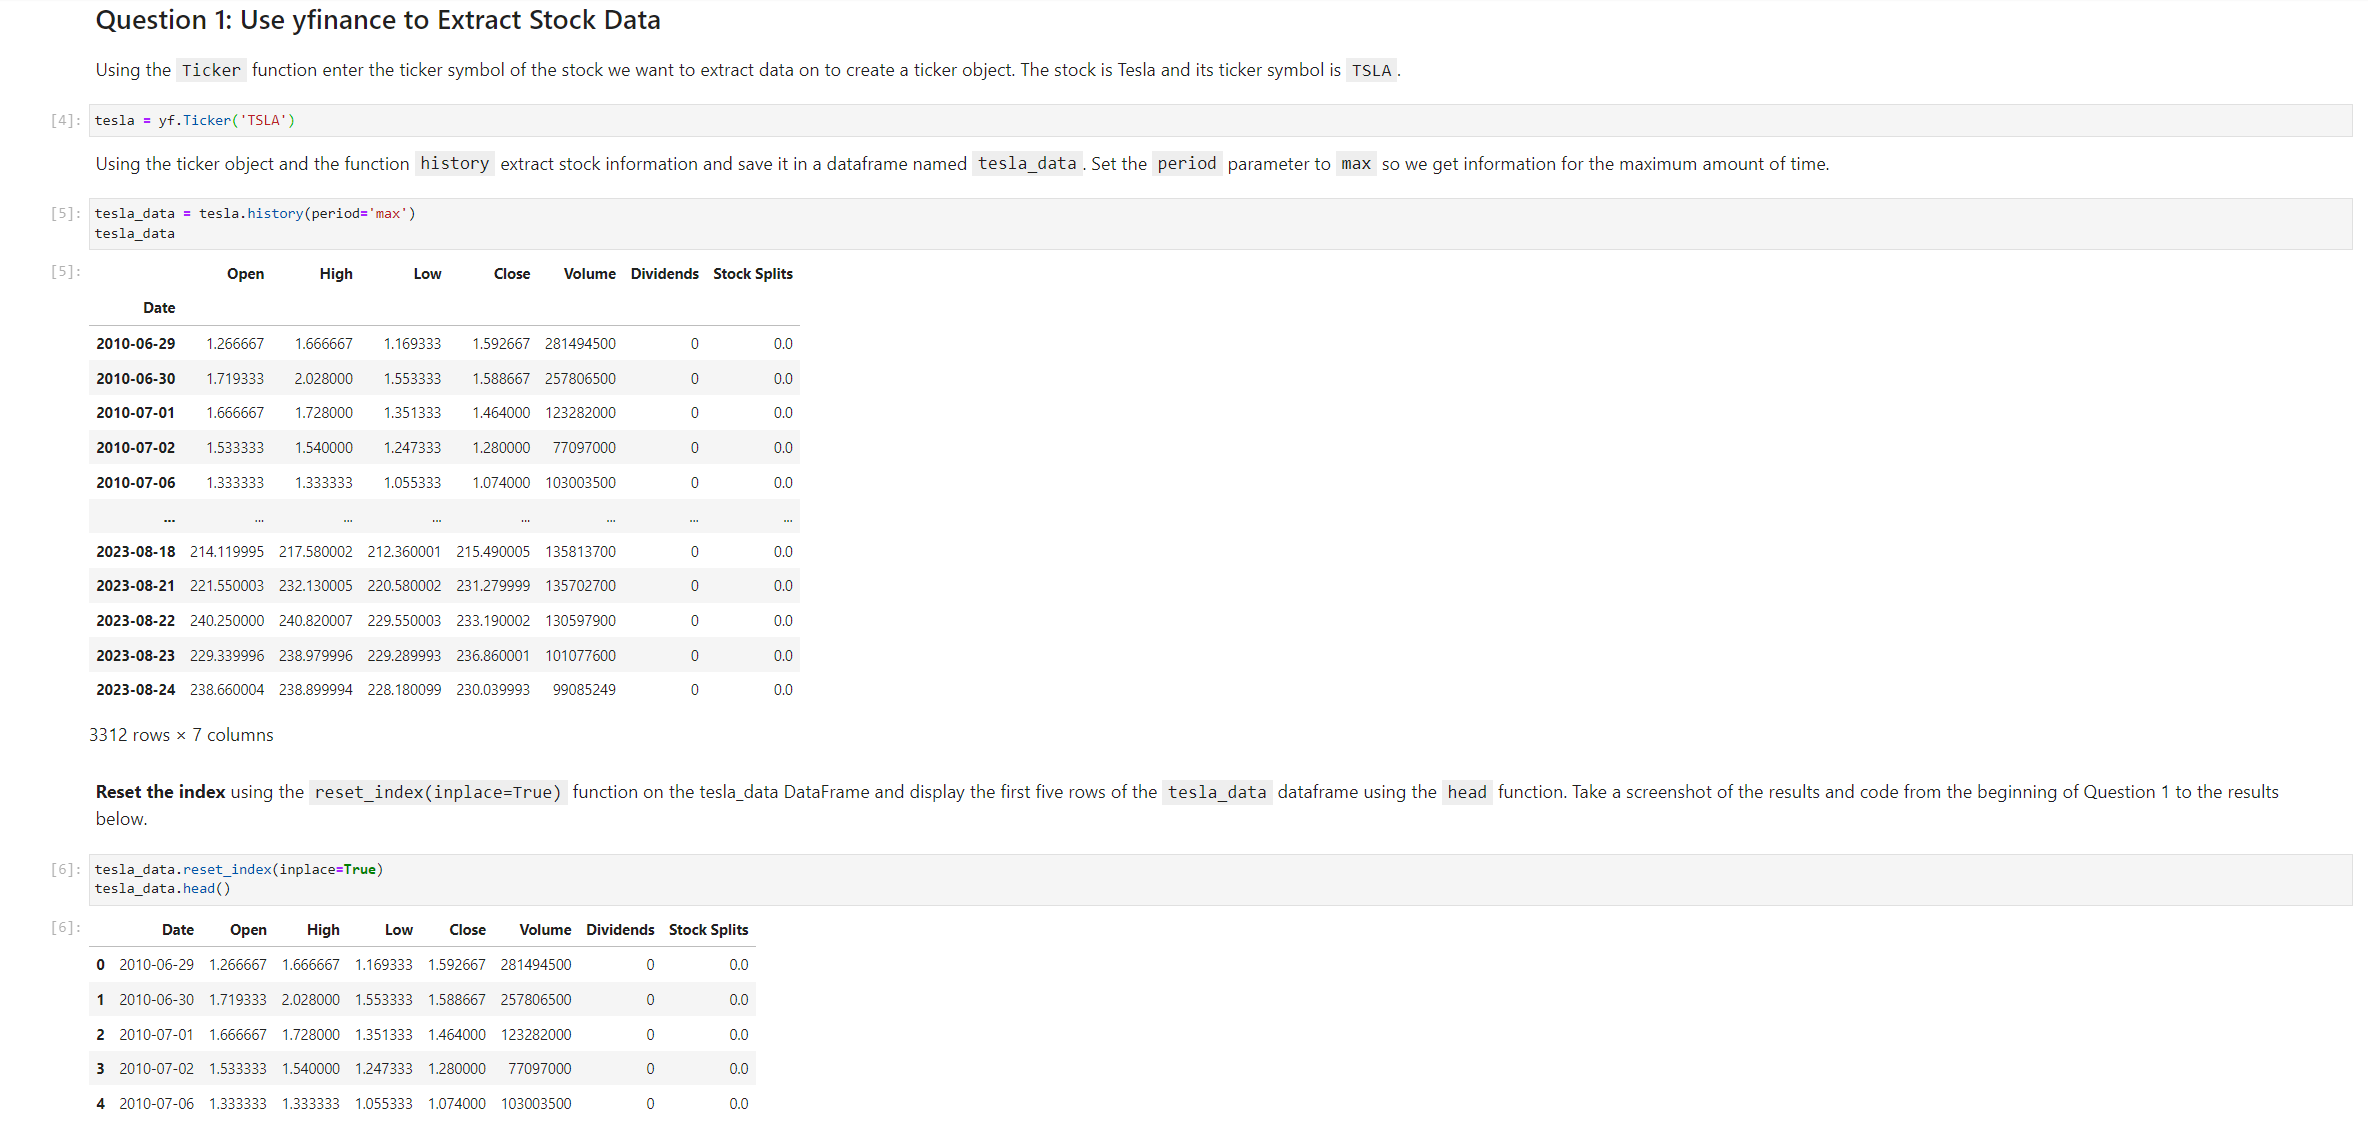 Question 1: Use yfinance to Extract Stock Data
Using the Ticker function enter the ticker symbol of the stock we want to extract data on to create a ticker object. The stock is Tesla and its ticker symbol is TSLA .
[4]: tesla = yf.Ticker('TSLA')
Using the ticker object and the function history extract stock information and save it in a dataframe named tesla_data . Set the period parameter to max so we get information for the maximum amount of time.
[5]: tesla_data = tesla.history(period='max')
tesla_data
[5]: Open High Low Close Volume Dividends Stock Splits
Date
2010-06-29 1.266667 1.666667 1.169333 1.592667 281494500 0 0.0
2010-06-30 1.719333 2.028000 1.553333 1.588667 257806500 0 0.0
2010-07-01 1.666667 1.728000 1.351333 1.464000 123282000 0 0.0
2010-07-02 1.533333 1.540000 1.247333 1.280000 77097000 0 0.0
2010-07-06 1.333333 1.333333 1.055333 1.074000 103003500 0 0.0
... ... ... ... ... ... ... ...
2023-08-18 214.119995 217.580002 212.360001 215.490005 135813700 0 0.0
2023-08-21 221.550003 232.130005 220.580002 231.279999 135702700 0 0.0
2023-08-22 240.250000 240.820007 229.550003 233.190002 130597900 0 0.0
2023-08-23 229.339996 238.979996 229.289993 236.860001 101077600 0 0.0
2023-08-24 238.660004 238.899994 228.180099 230.039993 99085249 0 0.0
3312 rows × 7 columns
Reset the index using the reset_index(inplace=True) function on the tesla_data DataFrame and display the first five rows of the tesla_data dataframe using the head function. Take a screenshot of the results and code from the beginning of Question 1 to the results
below.
[6]: tesla_data.reset_index(inplace=True)
tesla_data.head()
[6]: Date Open High Low Close Volume Dividends Stock Splits
0 2010-06-29 1.266667 1.666667 1.169333 1.592667 281494500 0 0.0
1 2010-06-30 1.719333 2.028000 1.553333 1.588667 257806500 0 0.0
2 2010-07-01 1.666667 1.728000 1.351333 1.464000 123282000 0 0.0
3 2010-07-02 1.533333 1.540000 1.247333 1.280000 77097000 0 0.0
4 2010-07-06 1.333333 1.333333 1.055333 1.074000 103003500 0 0.0